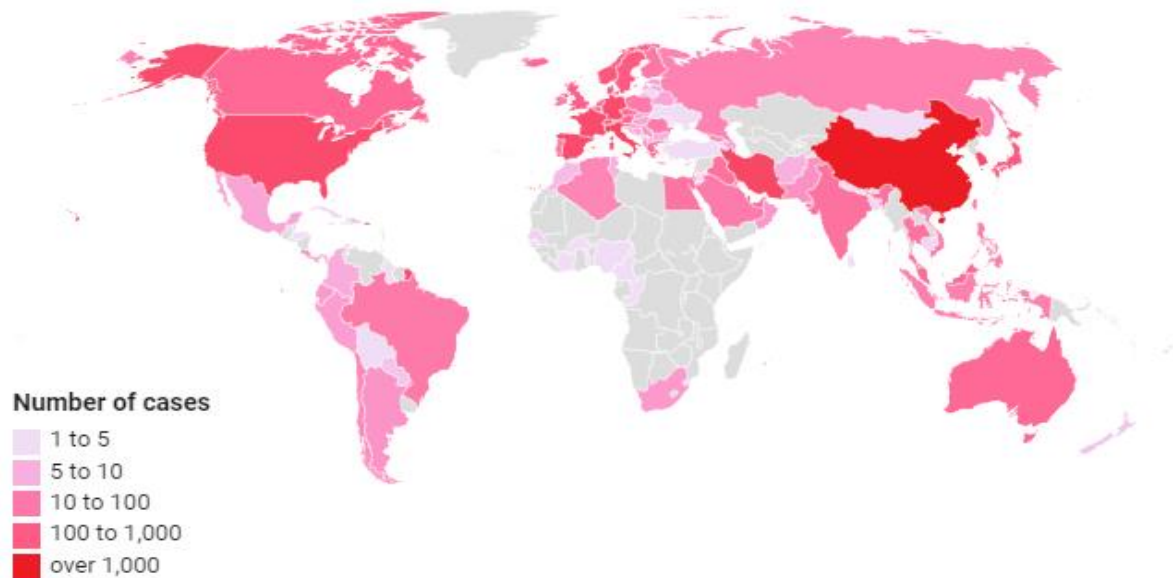 Number of cases
1 to 5
5 to 10
10 to 100
100 to 1,000
over 1,000